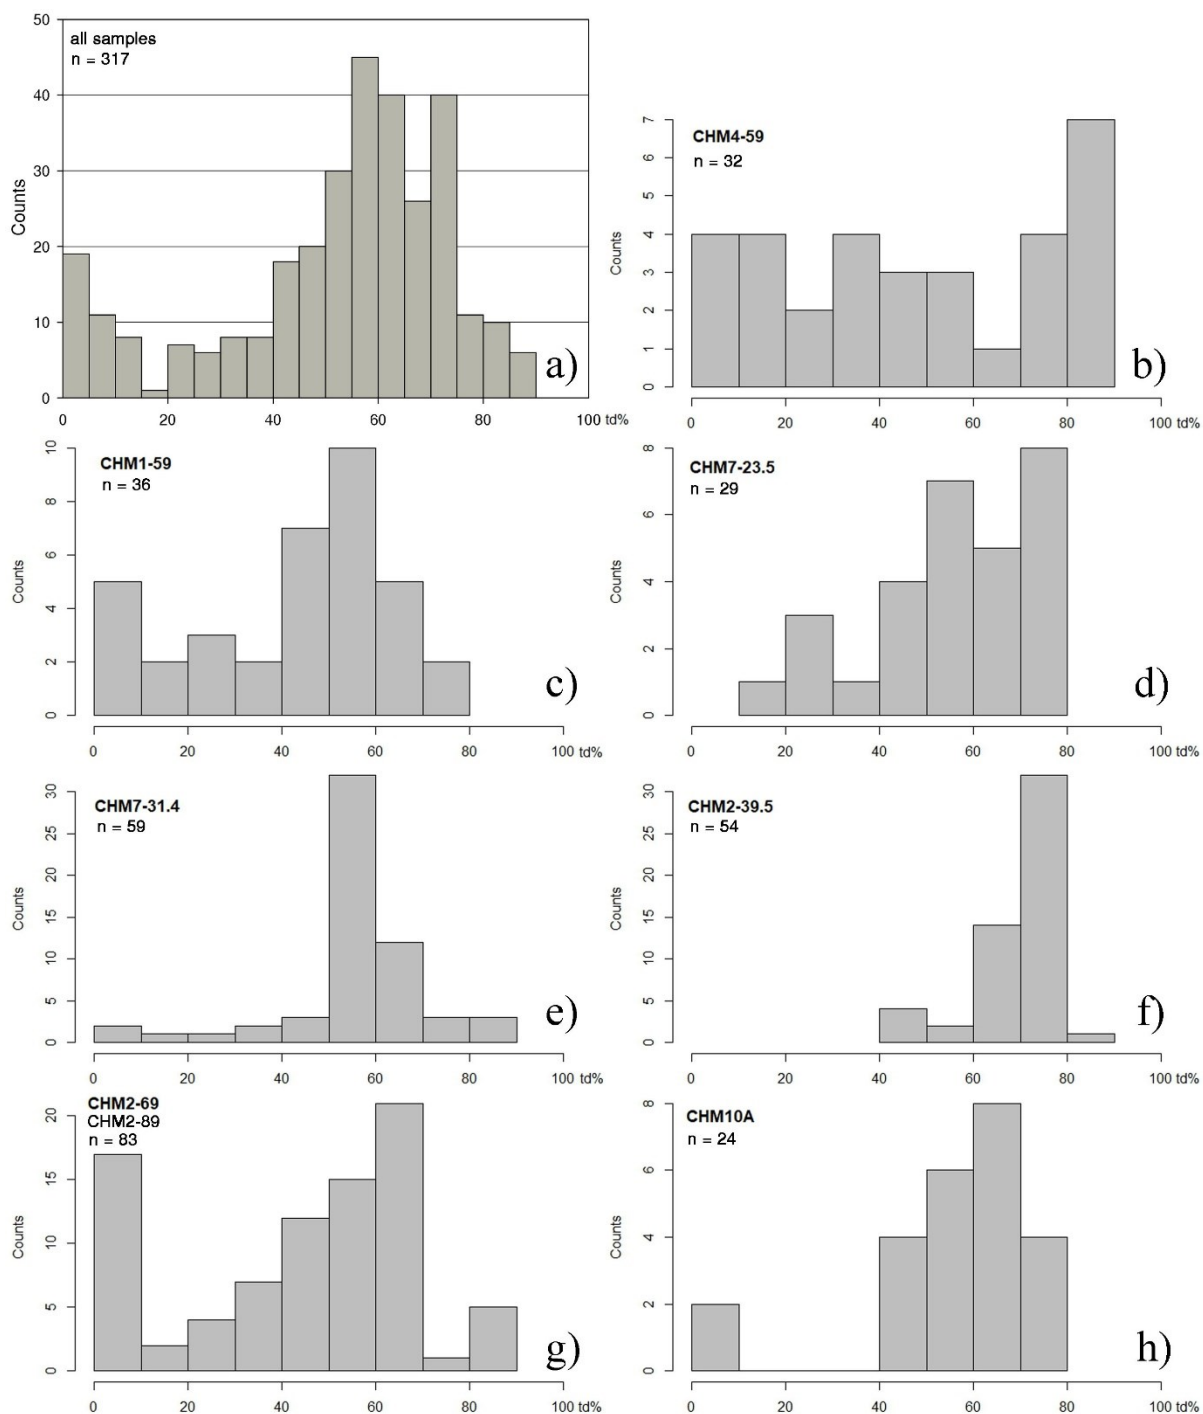 all samples
n = 317
Counts
50
40
30
20
10
0
0 20 40 60 80 100 td%
a)
CHM4-59
n = 32
Counts
7
6
5
4
3
2
1
0
0 20 40 60 80 100 td%
b)
CHM1-59
n = 36
Counts
10
8
6
4
2
0
0 20 40 60 80 100 td%
c)
CHM7-23.5
n = 29
Counts
8
6
4
2
0
0 20 40 60 80 100 td%
d)
CHM7-31.4
n = 59
Counts
30
25
20
15
10
5
0
0 20 40 60 80 100 td%
e)
CHM2-39.5
n = 54
Counts
30
25
20
15
10
5
0
0 20 40 60 80 100 td%
f)
CHM2-69
CHM2-89
n = 83
Counts
20
15
10
5
0
0 20 40 60 80 100 td%
g)
CHM10A
n = 24
Counts
8
6
4
2
0
0 20 40 60 80 100 td%
h)